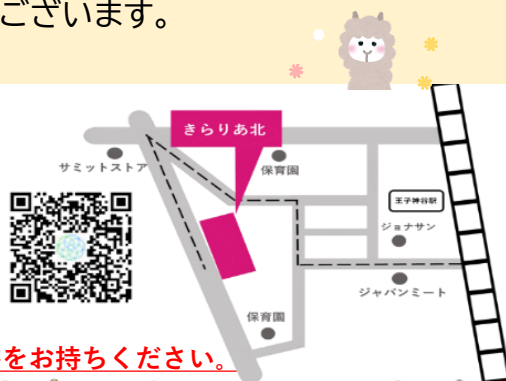 ございます。
きらりあ北
サミットストア
保育園
王子神谷駅
ジョナサン
ジャパンミート
保育園
をお持ちください。